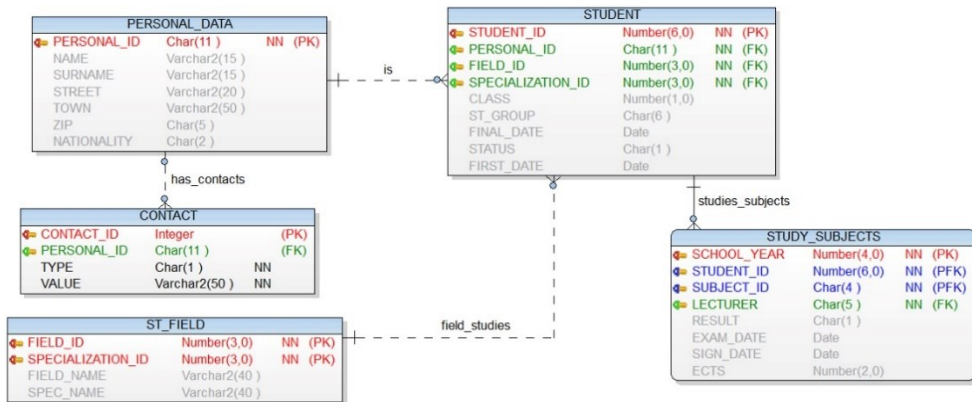 PERSONAL_DATA
PERSONAL_ID Char(11 ) NN (PK)
NAME Varchar2(15 )
SURNAME Varchar2(15 )
STREET Varchar2(20 )
TOWN Varchar2(50 )
ZIP Char(5 )
NATIONALITY Char(2 )
is
STUDENT
STUDENT_ID Number(6,0) NN (PK)
PERSONAL_ID Char(11 ) NN (FK)
FIELD_ID Number(3,0) NN (FK)
SPECIALIZATION_ID Number(3,0) NN (FK)
CLASS Number(1,0)
ST_GROUP Char(6 )
FINAL_DATE Date
STATUS Char(1 )
FIRST_DATE Date
has_contacts
CONTACT
CONTACT_ID Integer (PK)
PERSONAL_ID Char(11 ) (FK)
TYPE Char(1 ) NN
VALUE Varchar2(50 ) NN
studies_subjects
STUDY_SUBJECTS
SCHOOL_YEAR Number(4,0) NN (PK)
STUDENT_ID Number(6,0) NN (PFK)
SUBJECT_ID Char(4 ) NN (PFK)
LECTURER Char(5 ) NN (FK)
RESULT Char(1 )
EXAM_DATE Date
SIGN_DATE Date
ECTS Number(2,0)
ST_FIELD
FIELD_ID Number(3,0) NN (PK)
SPECIALIZATION_ID Number(3,0) NN (PK)
FIELD_NAME Varchar2(40 )
SPEC_NAME Varchar2(40 )
field_studies